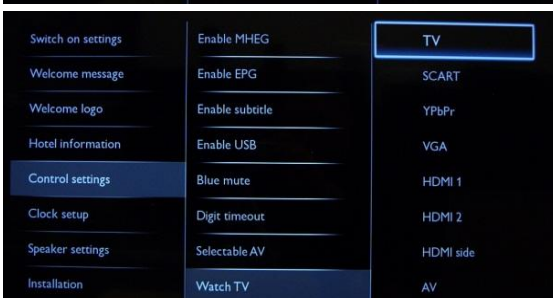 Switch on settings
Welcome message
Welcome logo
Hotel information
Control settings
Clock setup
Speaker settings
Installation
Enable MHEG
Enable EPG
Enable subtitle
Enable USB
Blue mute
Digit timeout
Selectable AV
Watch TV
TV
SCART
YPbPr
VGA
HDMI 1
HDMI 2
HDMI side
AV